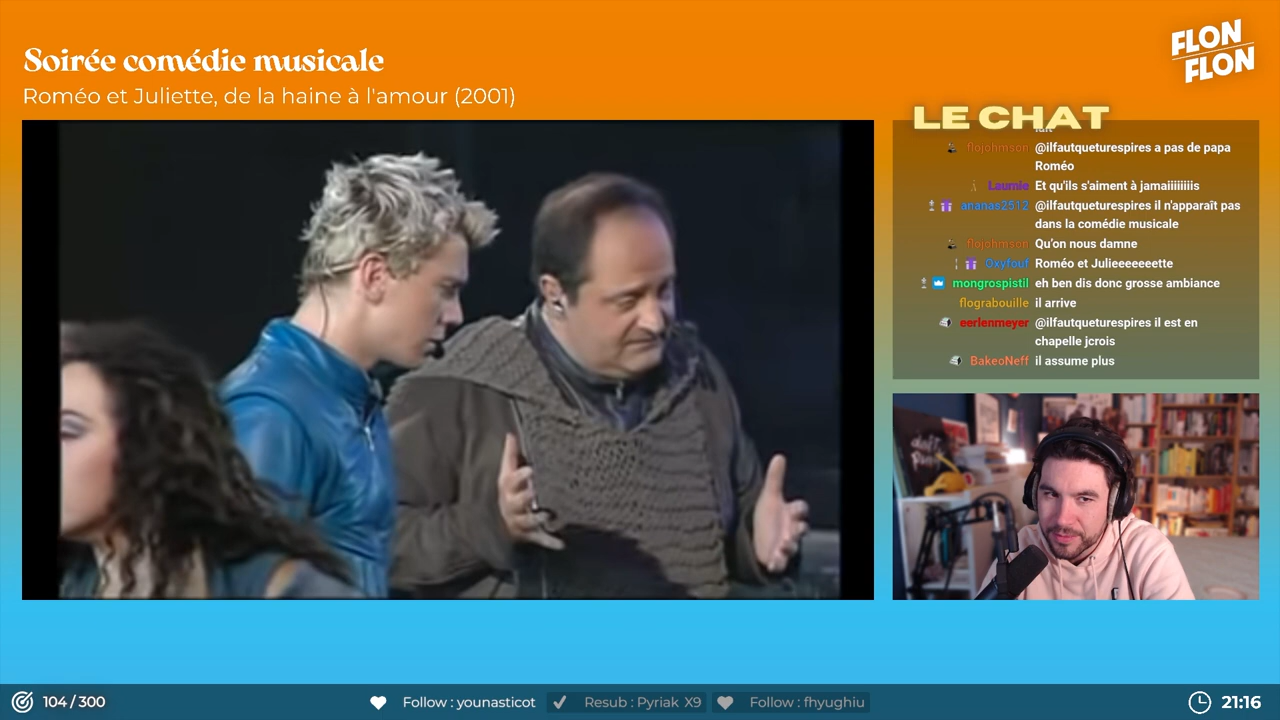 Soirée comédie musicale
Roméo et Juliette, de la haine à l'amour (2001)
FLON
FLON
LE CHAT
flojohmson @ilfautqueturespires a pas de papa
Roméo
Laumie Et qu'ils s'aiment à jamaiiiiiiiis
ananas2512 @ilfautqueturespires il n'apparaît pas
dans la comédie musicale
flojohmson Qu'on nous damne
Oxyfouf Roméo et Julieeeeeeette
mongrospistil eh ben dis donc grosse ambiance
flograbouille il arrive
eerlenmeyer @ilfautqueturespires il est en
chapelle jcrois
BakeoNeff il assume plus
104 / 300
Follow : younasticot
Resub : Pyriak X9
Follow : fhyughiu
21:16